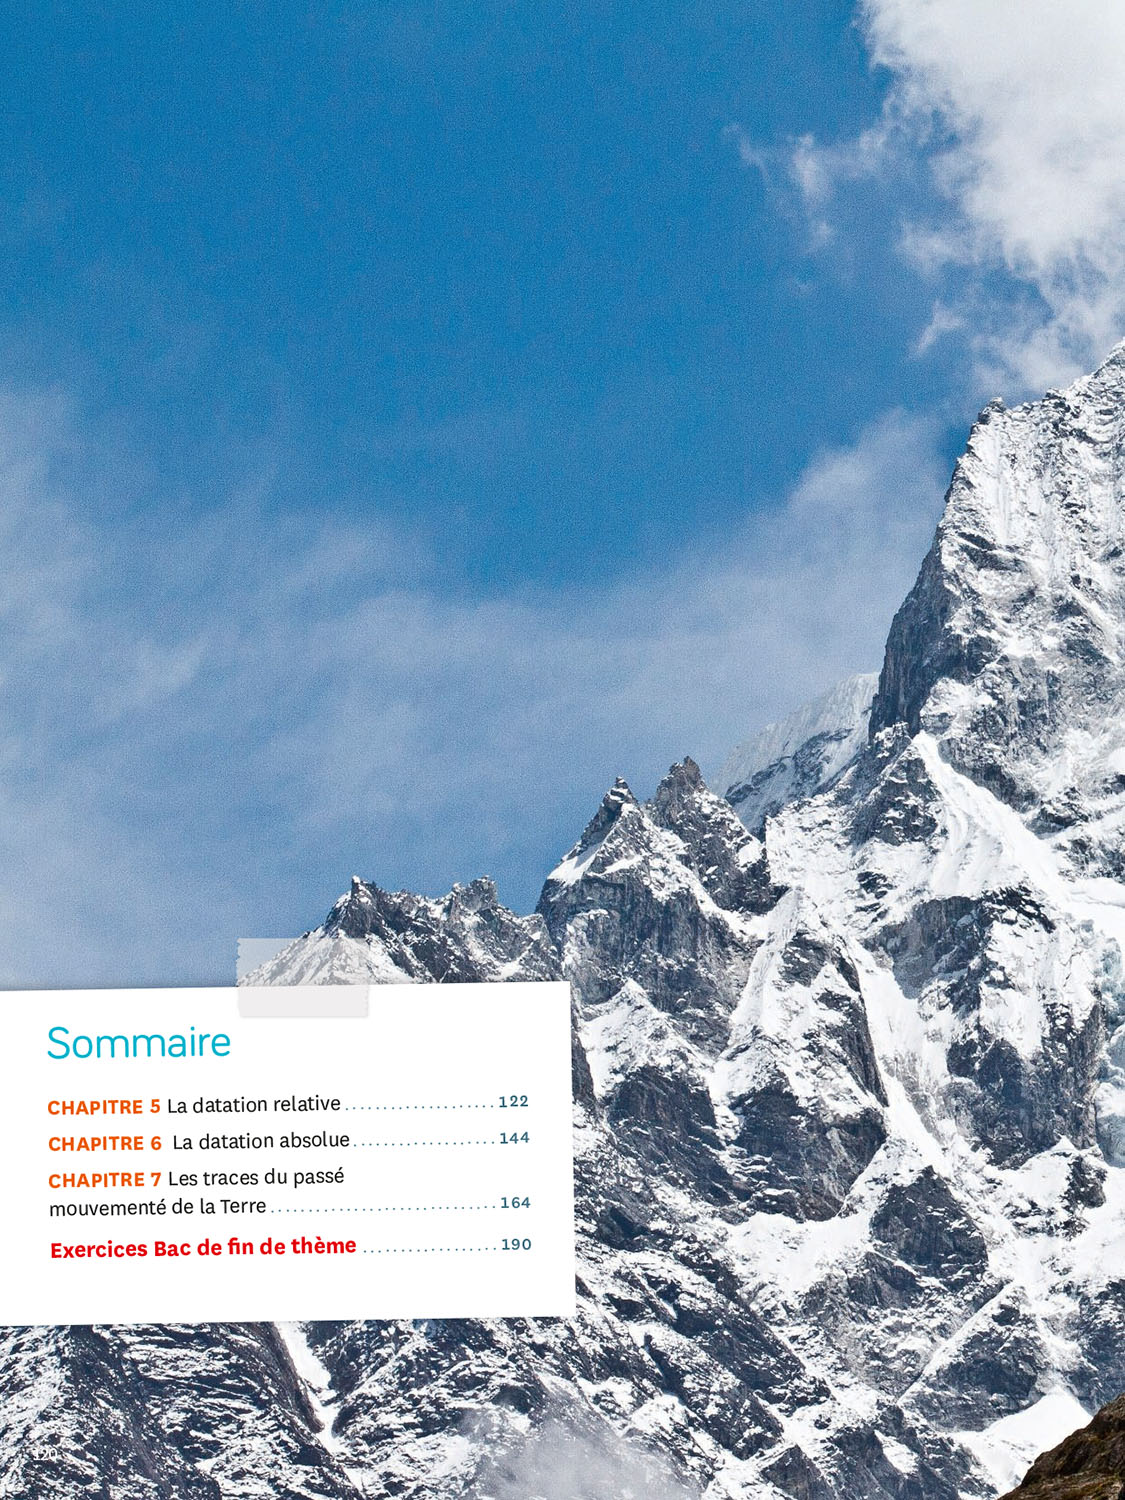 Sommaire
CHAPITRE 5 La datation relative .................... 122
CHAPITRE 6 La datation absolue ................... 144
CHAPITRE 7 Les traces du passé
mouvementé de la Terre .............................. 164
Exercices Bac de fin de thème .................. 190
120